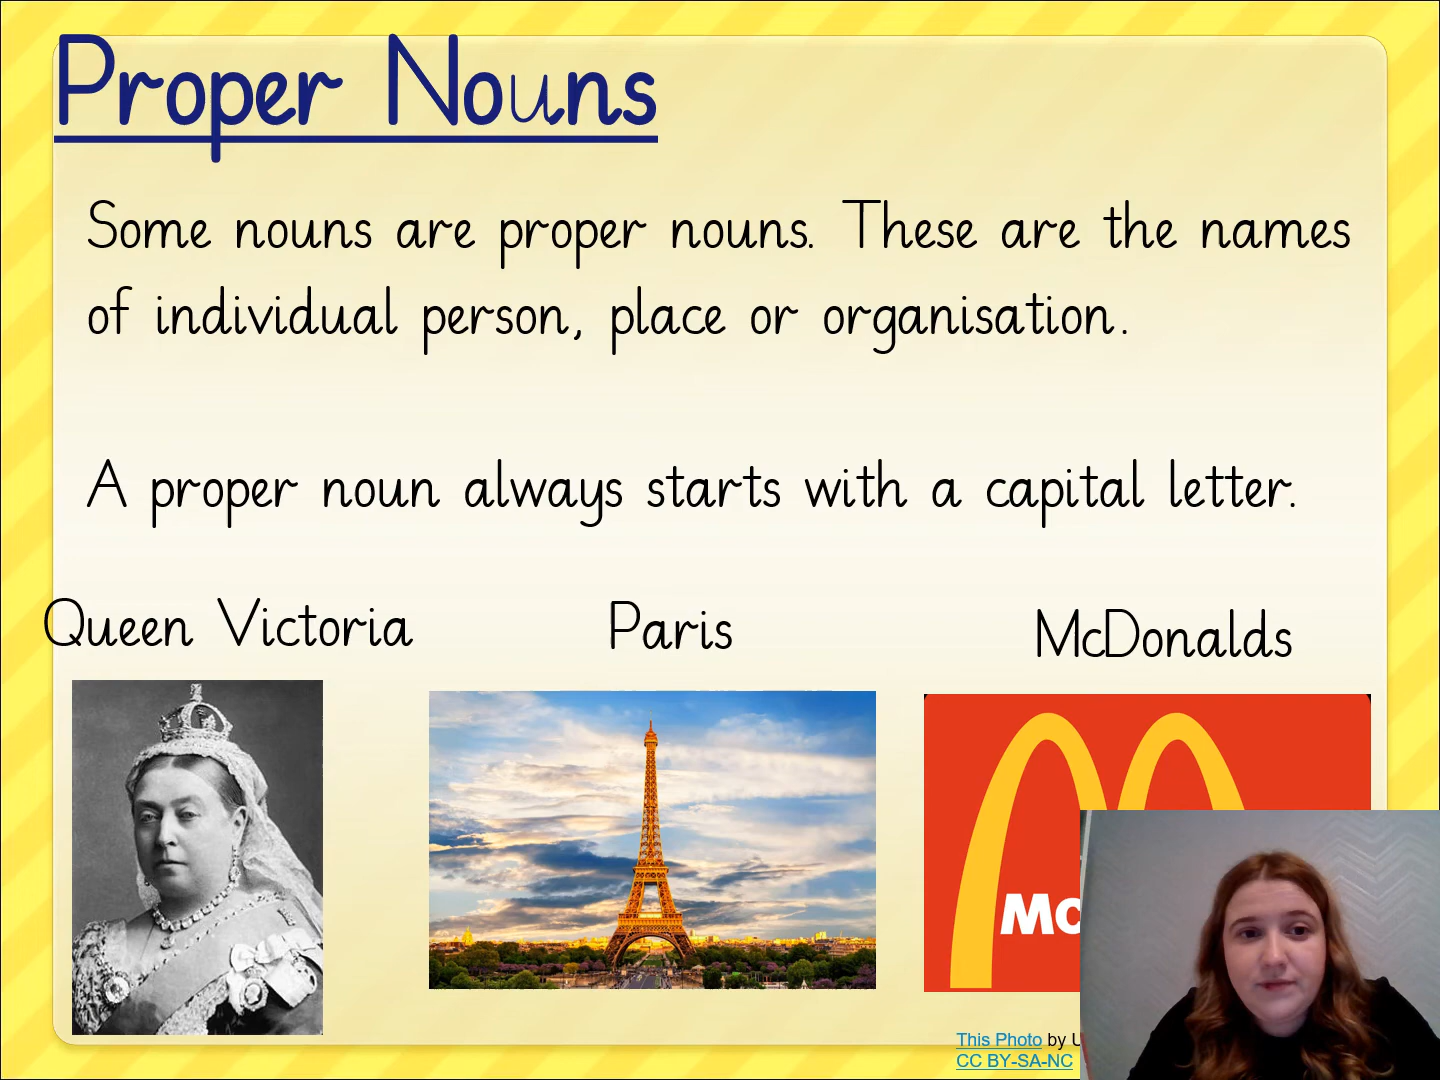 Proper Nouns
Some nouns are proper nouns. These are the names
of individual person, place or organisation.
A proper noun always starts with a capital letter.
Queen Victoria
Paris
McDonalds
This Photo by
CC BY-SA-NC